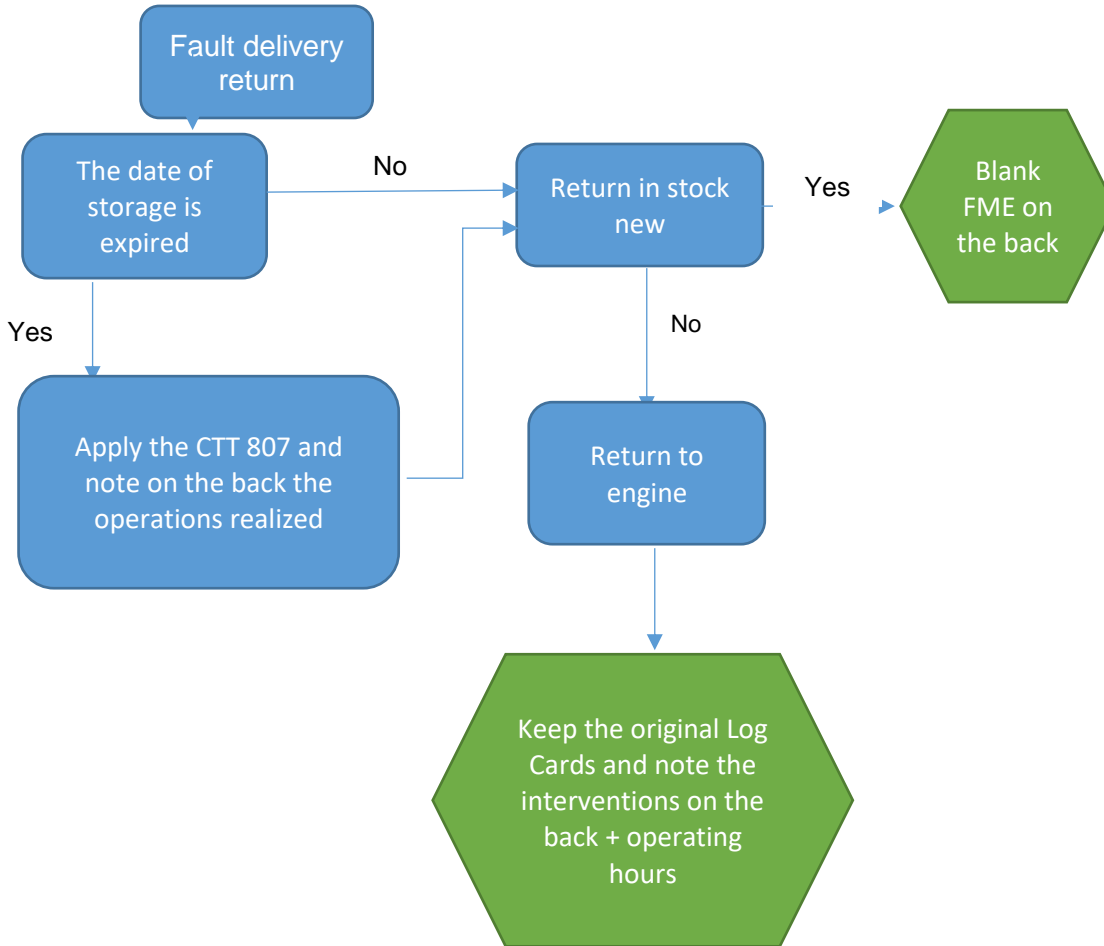 Fault delivery
return
The date of
storage is
expired
No
Return in stock
new
Yes
Blank
FME on
the back
Yes
No
Apply the CTT 807 and
note on the back the
operations realized
Return to
engine
Keep the original Log
Cards and note the
interventions on the
back + operating
hours